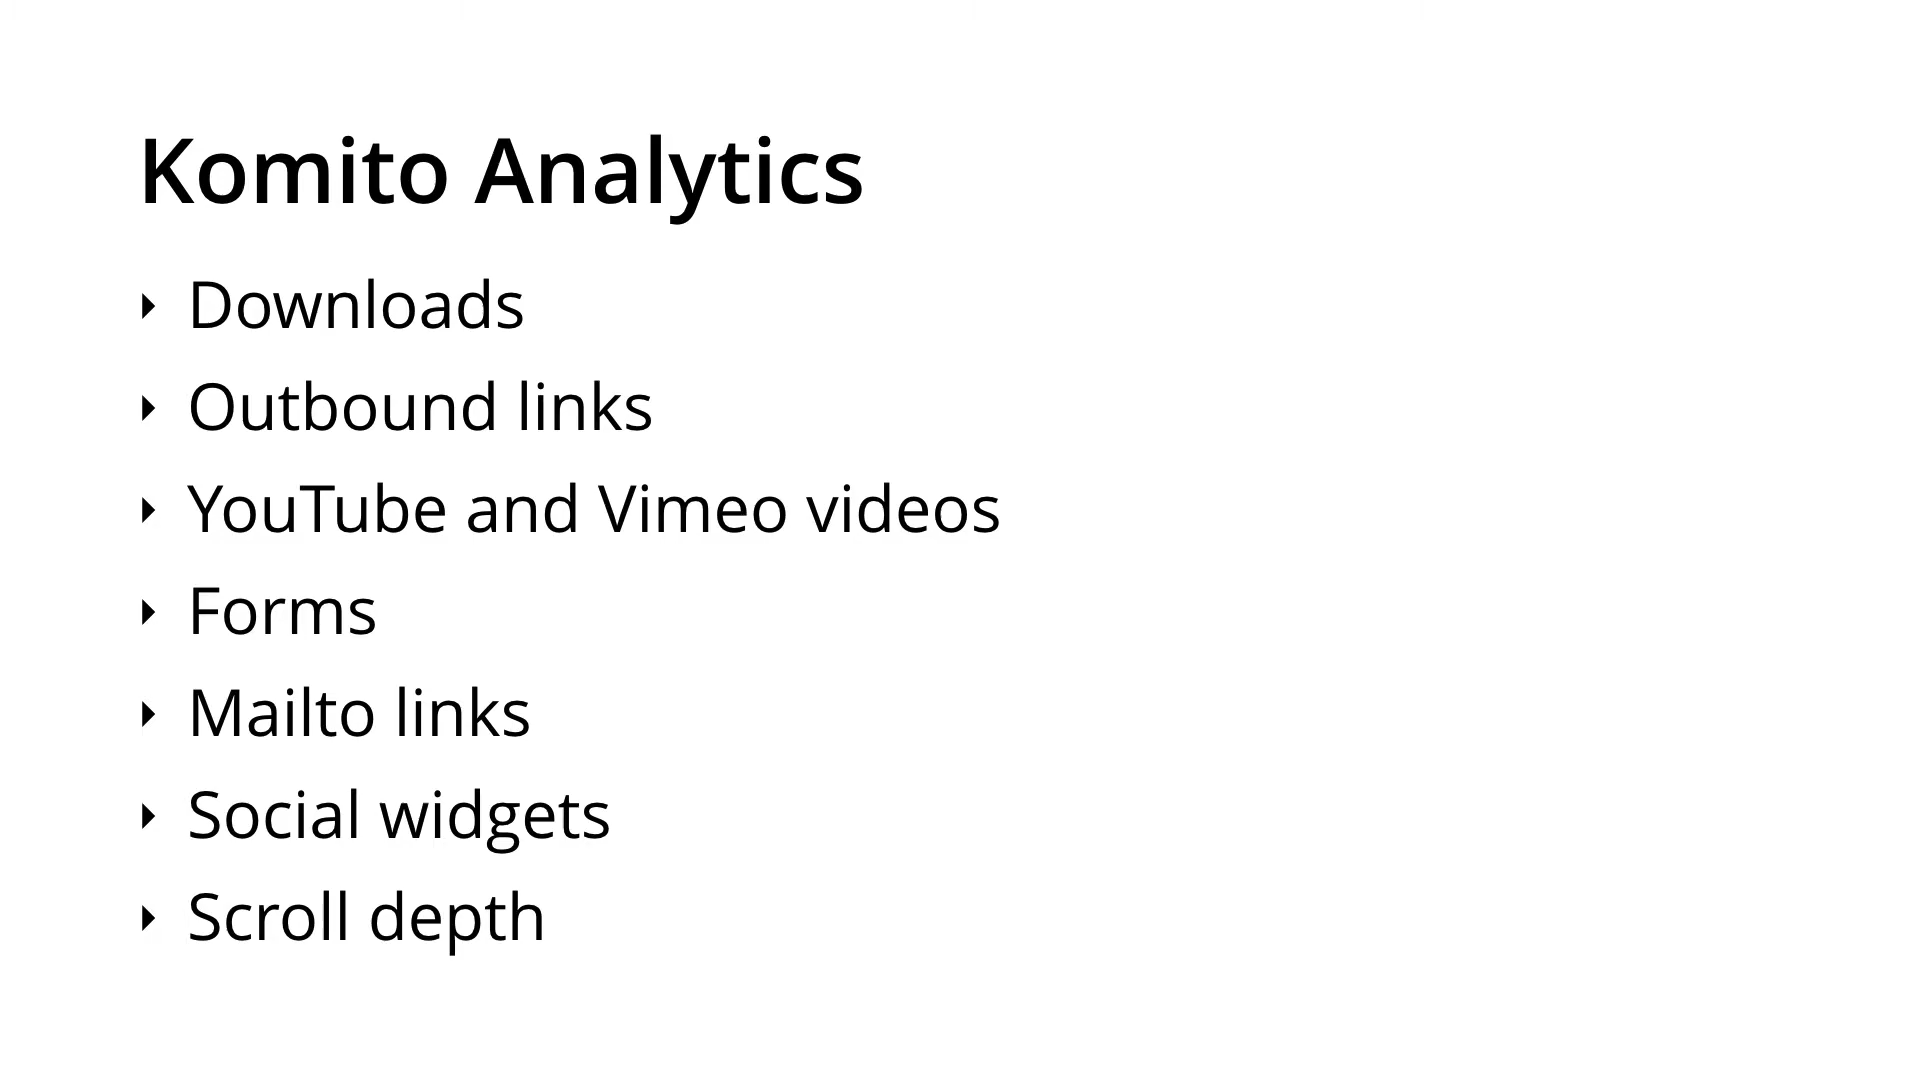 Komito Analytics
‣ Downloads
‣ Outbound links
‣ YouTube and Vimeo videos
‣ Forms
‣ Mailto links
‣ Social widgets
‣ Scroll depth